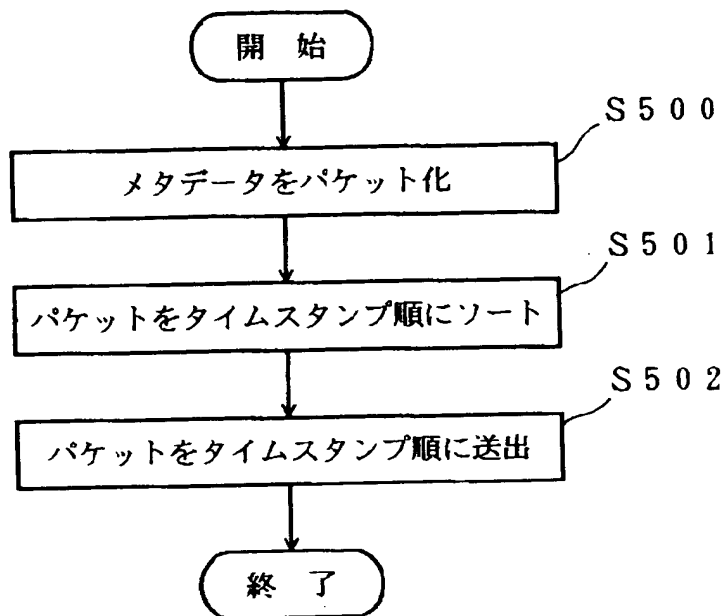 開 始
S500
メタデータをパケット化
S501
パケットをタイムスタンプ順にソート
S502
パケットをタイムスタンプ順に送出
終 了